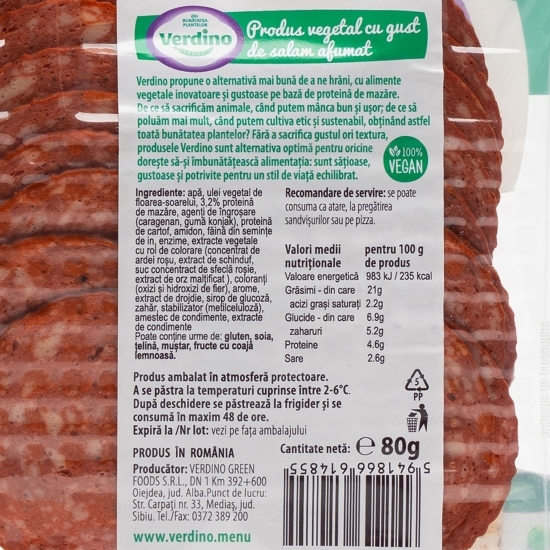 BUNĂTATEA
PLANTELOR
Verdino
Produs vegetal cu gust
de salam afumat
Verdino propune o alternativă mai bună de a ne hrăni, cu alimente
vegetale inovatoare și gustoase pe bază de proteină de mazăre.
De ce să sacrificăm animale, când putem mânca bun și ușor; de ce să
poluăm mai mult, când putem cultiva etic și sustenabil, obținând astfel
toată bunătatea plantelor? Fără a sacrifica gustul ori textura,
produsele Verdino sunt alternativa optimă pentru oricine
dorește să-și îmbunătățească alimentația: sunt sățioase,
gustoase și potrivite pentru un stil de viață echilibrat.
100%
VEGAN
Ingrediente: apă, ulei vegetal de
floarea-soarelui, 3,2% proteină
de mazăre, agenți de îngroșare
(caragenan, gumă konjak), proteină
de cartof, amidon, făină din semințe
de in, enzime, extracte vegetale
cu rol de colorare (concentrat de
ardei roșu, extract de schinduf,
suc concentrat de sfeclă roșie,
extract de orz malțificat ), coloranți
(oxizi și hidroxizi de fier), arome,
extract de drojdie, sirop de glucoză,
zahăr, stabilizator (metilceluloză),
amestec de condimente, extracte
de condimente
Poate conține urme de: gluten, soia,
țelină, muștar, fructe cu coajă
lemnoasă.
Recomandare de servire: se poate
consuma ca atare, la pregătirea
sandvișurilor sau pe pizza.
Valori medii nutriționale pentru 100 g de produs
Valoare energetică 983 kJ / 235 kcal
Grăsimi - din care 21g
acizi grași saturați 2.2g
Glucide - din care 6.9g
zaharuri 5.2g
Proteine 4.6g
Sare 2.6g
Produs ambalat în atmosferă protectoare.
A se păstra la temperaturi cuprinse între 2-6˚C.
După deschidere se păstrează la frigider și se
consumă în maxim 48 de ore.
Expiră la /Nr lot: vezi pe fața ambalajului
5
PP
PRODUS ÎN ROMÂNIA
Cantitate netă: ℮ 80g
Producător: VERDINO GREEN
FOODS S.R.L., DN 1 Km 392+600
Oiejdea, jud. Alba.Punct de lucru:
Str. Carpați nr. 33, Mediaș, jud.
Sibiu. Tel./Fax: 0372 389 200
www.verdino.menu
5 941866 614855